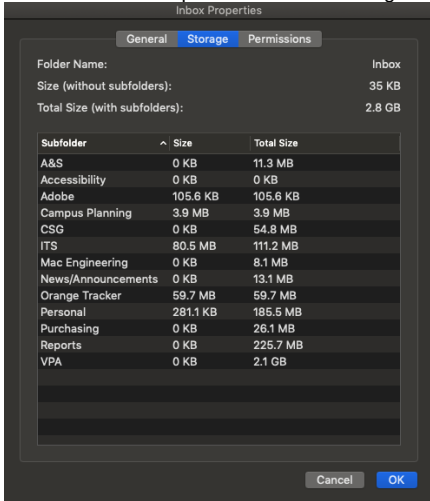 Inbox Properties
General Storage Permissions
Folder Name: Inbox
Size (without subfolders): 35 KB
Total Size (with subfolders): 2.8 GB
Subfolder Size Total Size
A&S 0 KB 11.3 MB
Accessibility 0 KB 0 KB
Adobe 105.6 KB 105.6 KB
Campus Planning 3.9 MB 3.9 MB
CSG 0 KB 54.8 MB
ITS 80.5 MB 111.2 MB
Mac Engineering 0 KB 8.1 MB
News/Announcements 0 KB 13.1 MB
Orange Tracker 59.7 MB 59.7 MB
Personal 281.1 KB 185.5 MB
Purchasing 0 KB 26.1 MB
Reports 0 KB 225.7 MB
VPA 0 KB 2.1 GB
Cancel OK